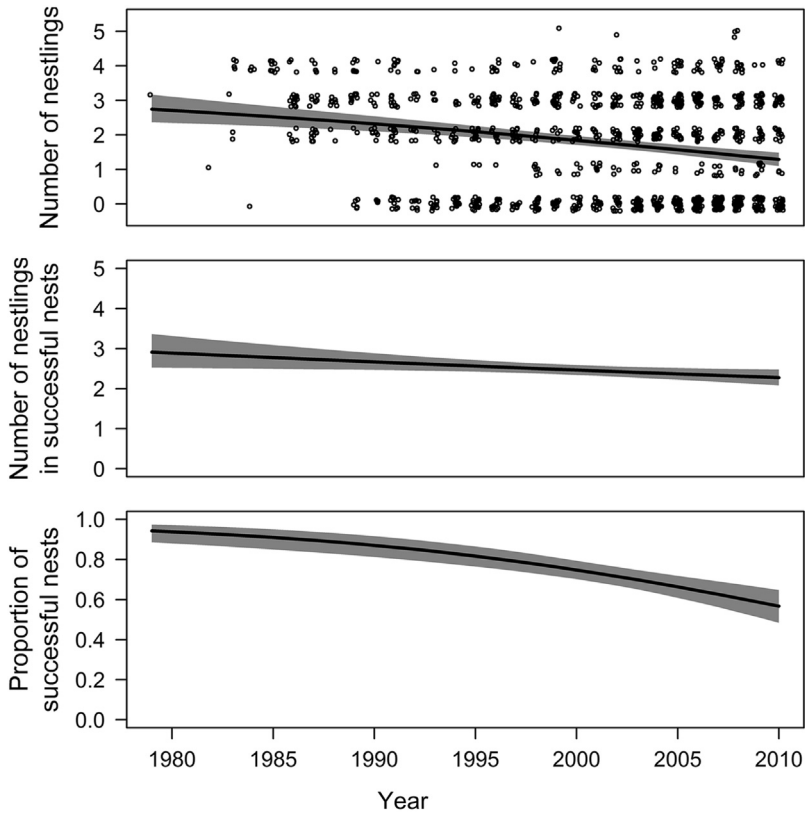 Number of nestlings
5
4
3
2
1
0
Number of nestlings
in successful nests
5
4
3
2
1
0
Proportion of
successful nests
1.0
0.8
0.6
0.4
0.2
0.0
1980 1985 1990 1995 2000 2005 2010
Year